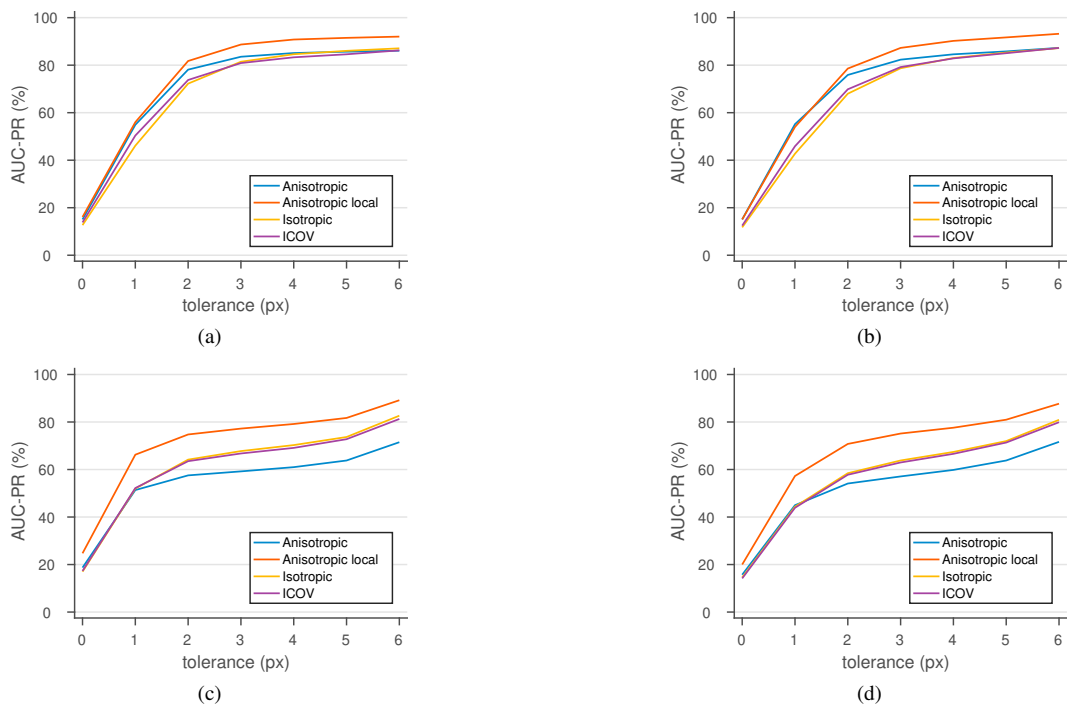 100
80
60
40
20
0
AUC-PR (%)
Anisotropic
Anisotropic local
Isotropic
ICOV
0 1 2 3 4 5 6
tolerance (px)
(a)
100
80
60
40
20
0
AUC-PR (%)
Anisotropic
Anisotropic local
Isotropic
ICOV
0 1 2 3 4 5 6
tolerance (px)
(b)
100
80
60
40
20
0
AUC-PR (%)
Anisotropic
Anisotropic local
Isotropic
ICOV
0 1 2 3 4 5 6
tolerance (px)
(c)
100
80
60
40
20
0
AUC-PR (%)
Anisotropic
Anisotropic local
Isotropic
ICOV
0 1 2 3 4 5 6
tolerance (px)
(d)